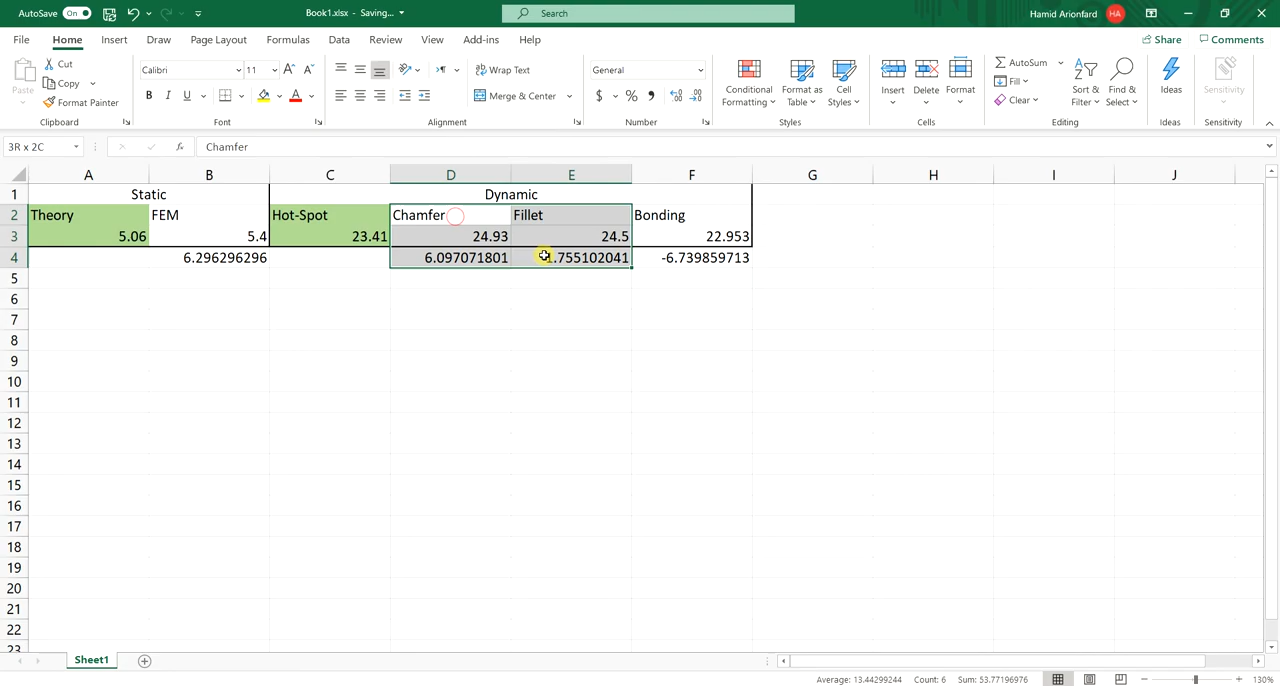 AutoSave On Book1.xlsx - Saving... Search Hamid Arionfard HA
File Home Insert Draw Page Layout Formulas Data Review View Add-ins Help Share Comments
Paste Cut Copy Format Painter
Calibri 11 B I U A
Wrap Text Merge & Center
General $ % 9
Conditional Formatting Format as Table Cell Styles
Insert Delete Format
AutoSum Fill Clear Sort & Filter Find & Select
Ideas Sensitivity
Clipboard Font Alignment Number Styles Cells Editing Ideas Sensitivity
3R x 2C fx Chamfer
A B C D E F G H I J
1 Static Dynamic
2 Theory FEM Hot-Spot Chamfer Fillet Bonding
3 5.06 5.4 23.41 24.93 24.5 22.953
4 6.296296296 6.097071801 .755102041 -6.739859713
5
6
7
8
9
10
11
12
13
14
15
16
17
18
19
20
21
22
23
Sheet1
Average: 13.44299244 Count: 6 Sum: 53.77196976 130%